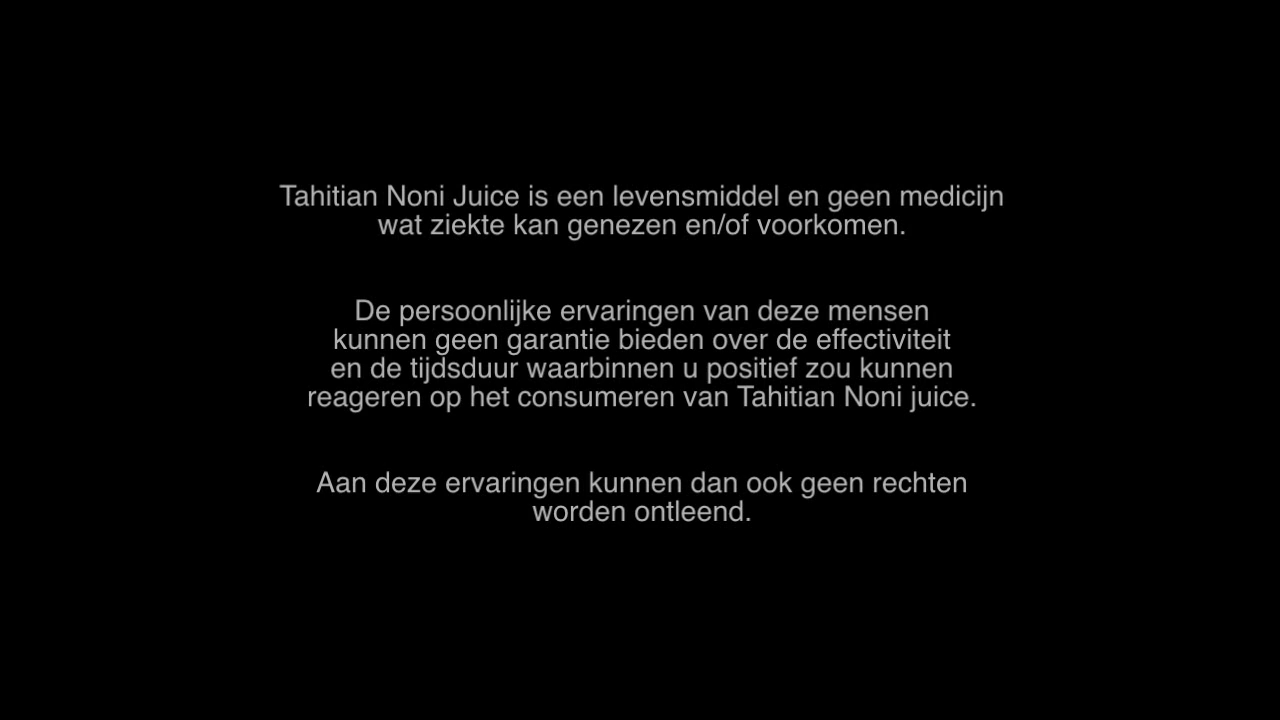 Tahitian Noni Juice is een levensmiddel en geen medicijn
wat ziekte kan genezen en/of voorkomen.
De persoonlijke ervaringen van deze mensen
kunnen geen garantie bieden over de effectiviteit
en de tijdsduur waarbinnen u positief zou kunnen
reageren op het consumeren van Tahitian Noni juice.
Aan deze ervaringen kunnen dan ook geen rechten
worden ontleend.